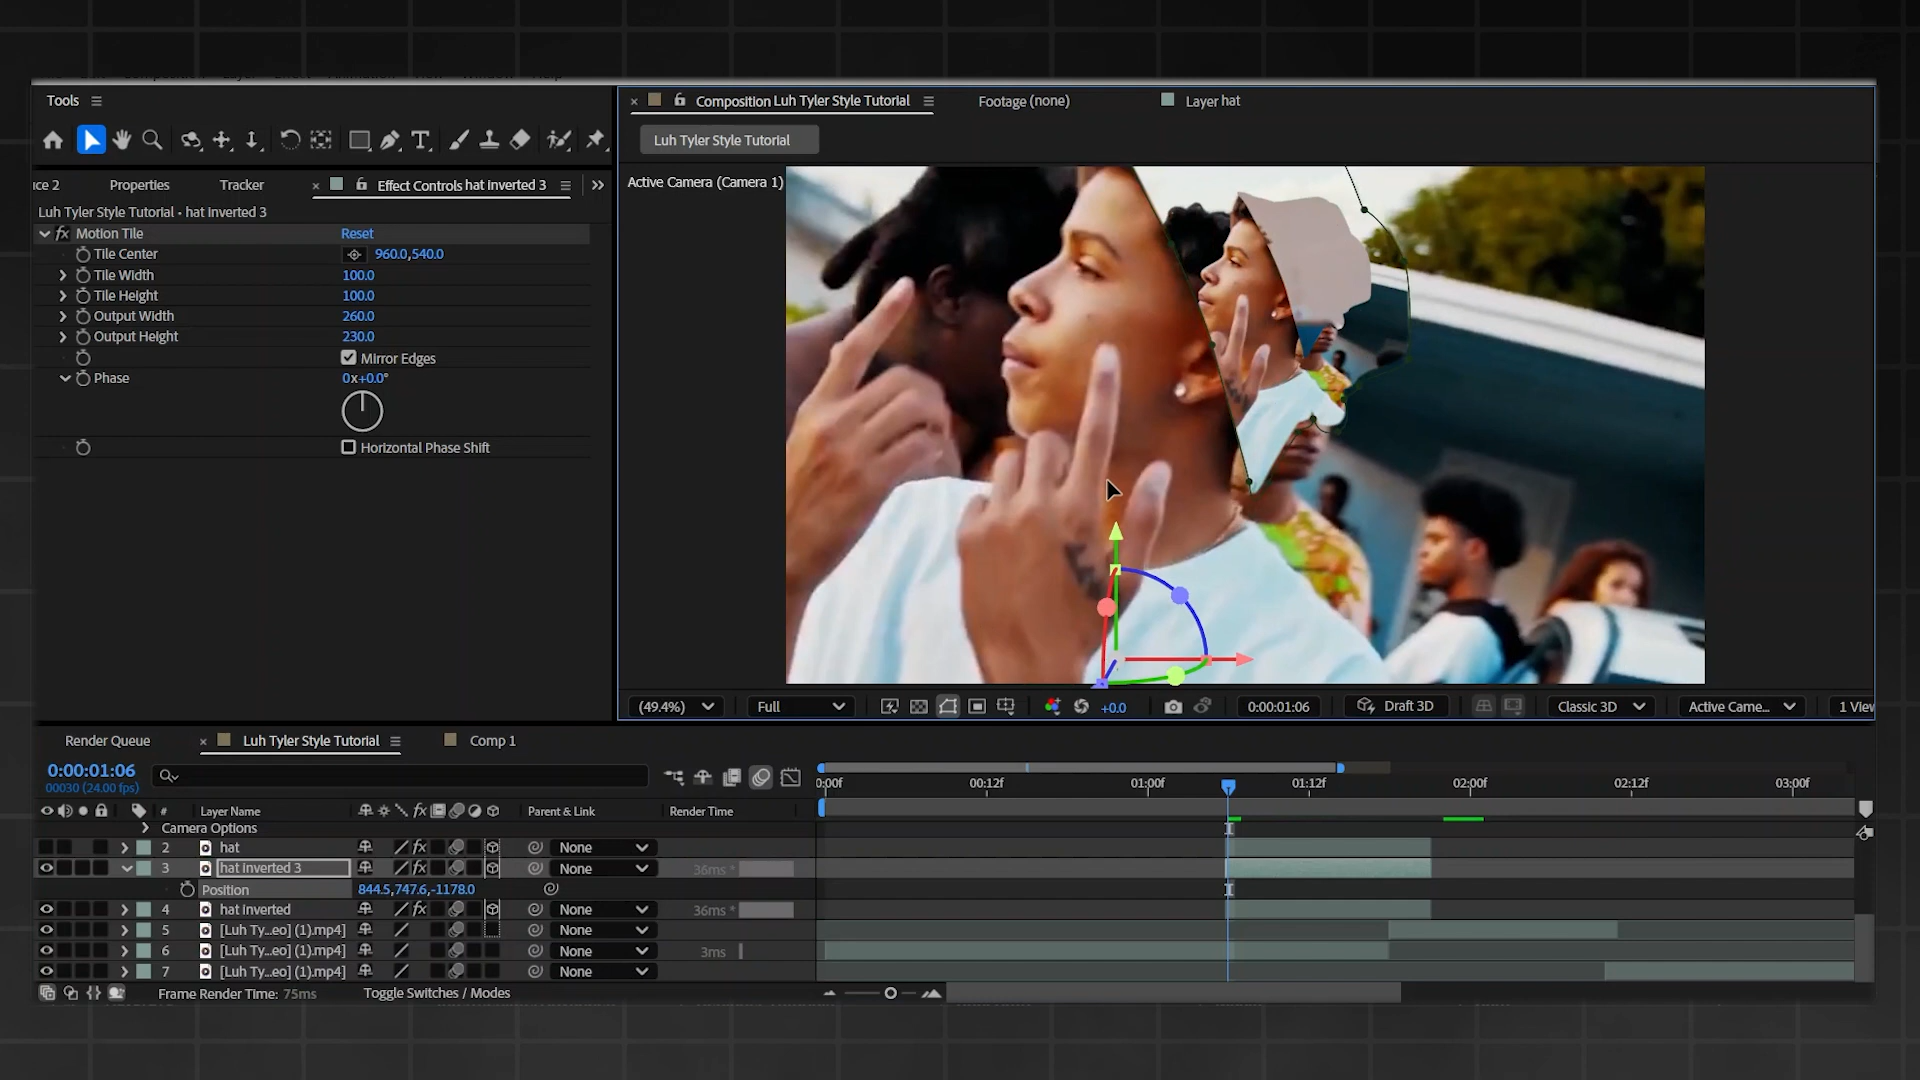 Tools
Composition Luh Tyler Style Tutorial
Footage (none)
Layer hat
Luh Tyler Style Tutorial
ce 2
Properties
Tracker
Effect Controls hat inverted 3
Active Camera (Camera 1)
Luh Tyler Style Tutorial • hat inverted 3
fx Motion Tile Reset
Tile Center 960.0,540.0
Tile Width 100.0
Tile Height 100.0
Output Width 260.0
Output Height 230.0
Mirror Edges
Phase 0x+0.0°
Horizontal Phase Shift
(49.4%) Full +0.0 0:00:01:06 Draft 3D Classic 3D Active Came... 1 Viev
Render Queue
Luh Tyler Style Tutorial
Comp 1
0:00:01:06
00030 (24.00 fps)
0:00f 00:12f 01:00f 01:12f 02:00f 02:12f 03:00f
# Layer Name fx Parent & Link Render Time
Camera Options
2 hat fx None
3 hat inverted 3 fx None 36ms *
Position 844.5,747.6,-1178.0
4 hat inverted fx None 36ms *
5 [Luh Ty...eo] (1).mp4] None
6 [Luh Ty...eo] (1).mp4] None 3ms
7 [Luh Ty...eo] (1).mp4] None
Frame Render Time: 75ms Toggle Switches / Modes